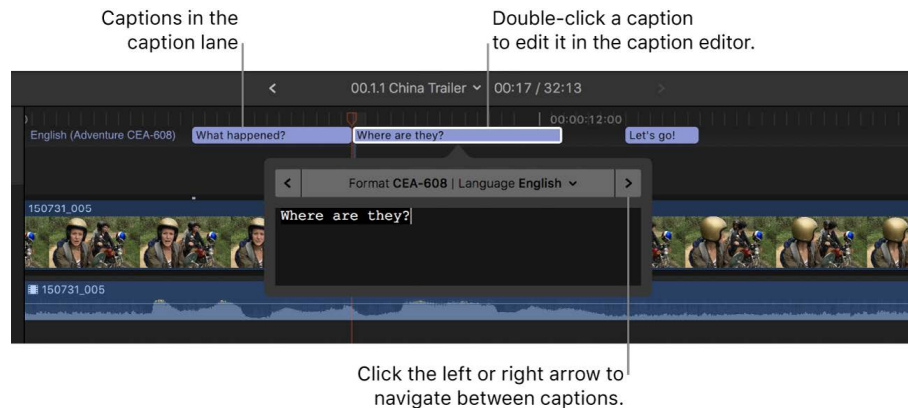 Captions in the
caption lane
Double-click a caption
to edit it in the caption editor.
< 00.1.1 China Trailer 00:17 / 32:13 >
00:00:12:00
English (Adventure CEA-608) What happened? Where are they? Let's go!
< Format CEA-608 | Language English >
Where are they?
150731_005
150731_005
Click the left or right arrow to
navigate between captions.